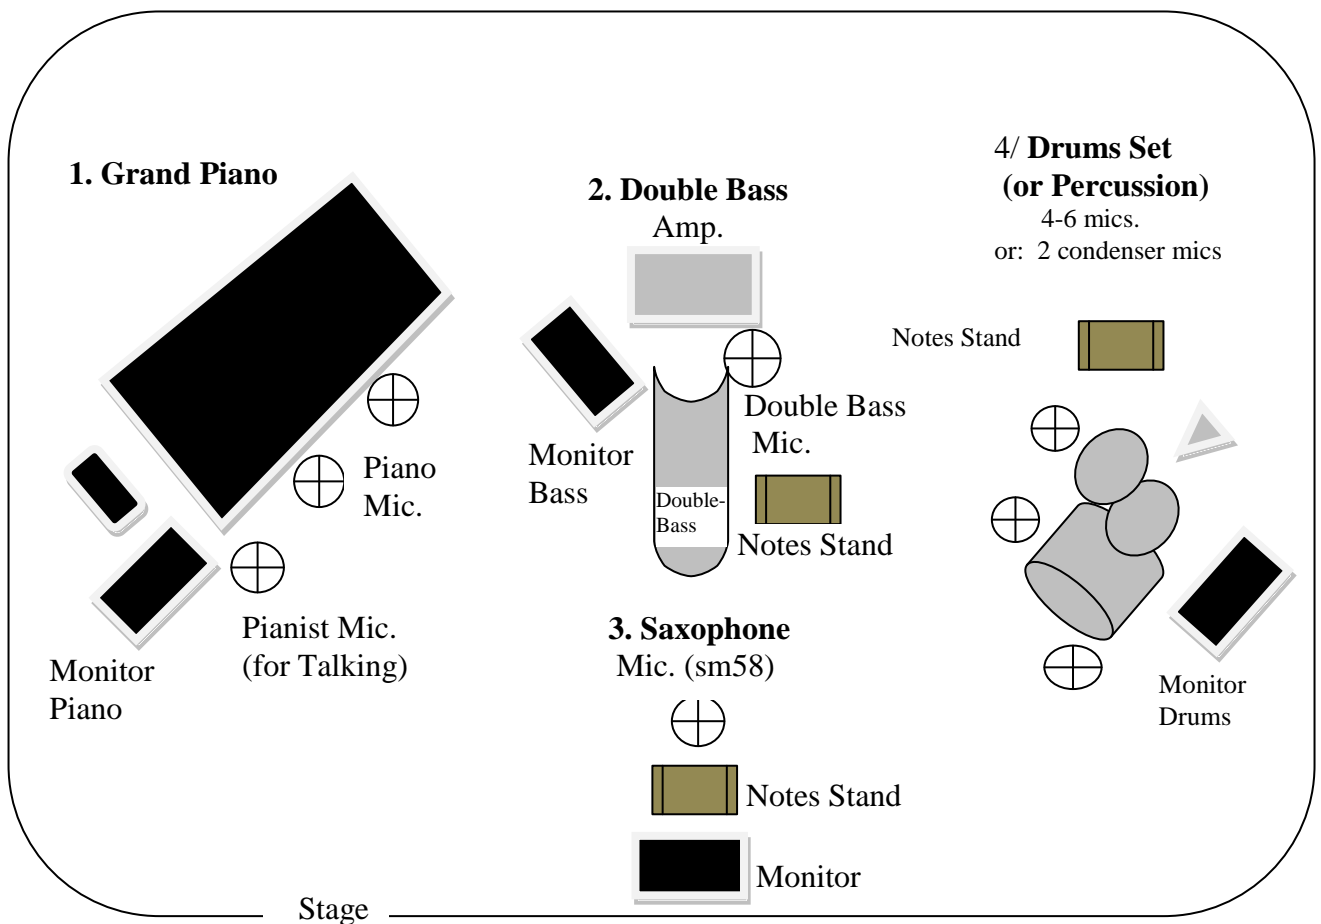 1. Grand Piano
2. Double Bass
Amp.
4/ Drums Set
(or Percussion)
4-6 mics.
or: 2 condenser mics
Notes Stand
Double Bass
Mic.
Monitor
Bass
Piano
Mic.
Double-
Bass
Notes Stand
Pianist Mic.
(for Talking)
Monitor
Piano
3. Saxophone
Mic. (sm58)
Monitor
Drums
Notes Stand
Monitor
Stage